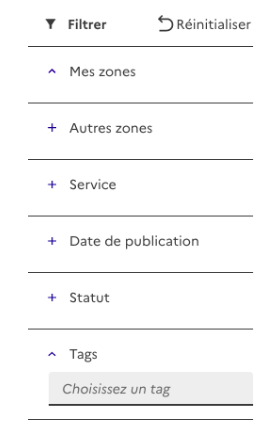 Filtrer Réinitialiser
Mes zones
+ Autres zones
+ Service
+ Date de publication
+ Statut
Tags
Choisissez un tag